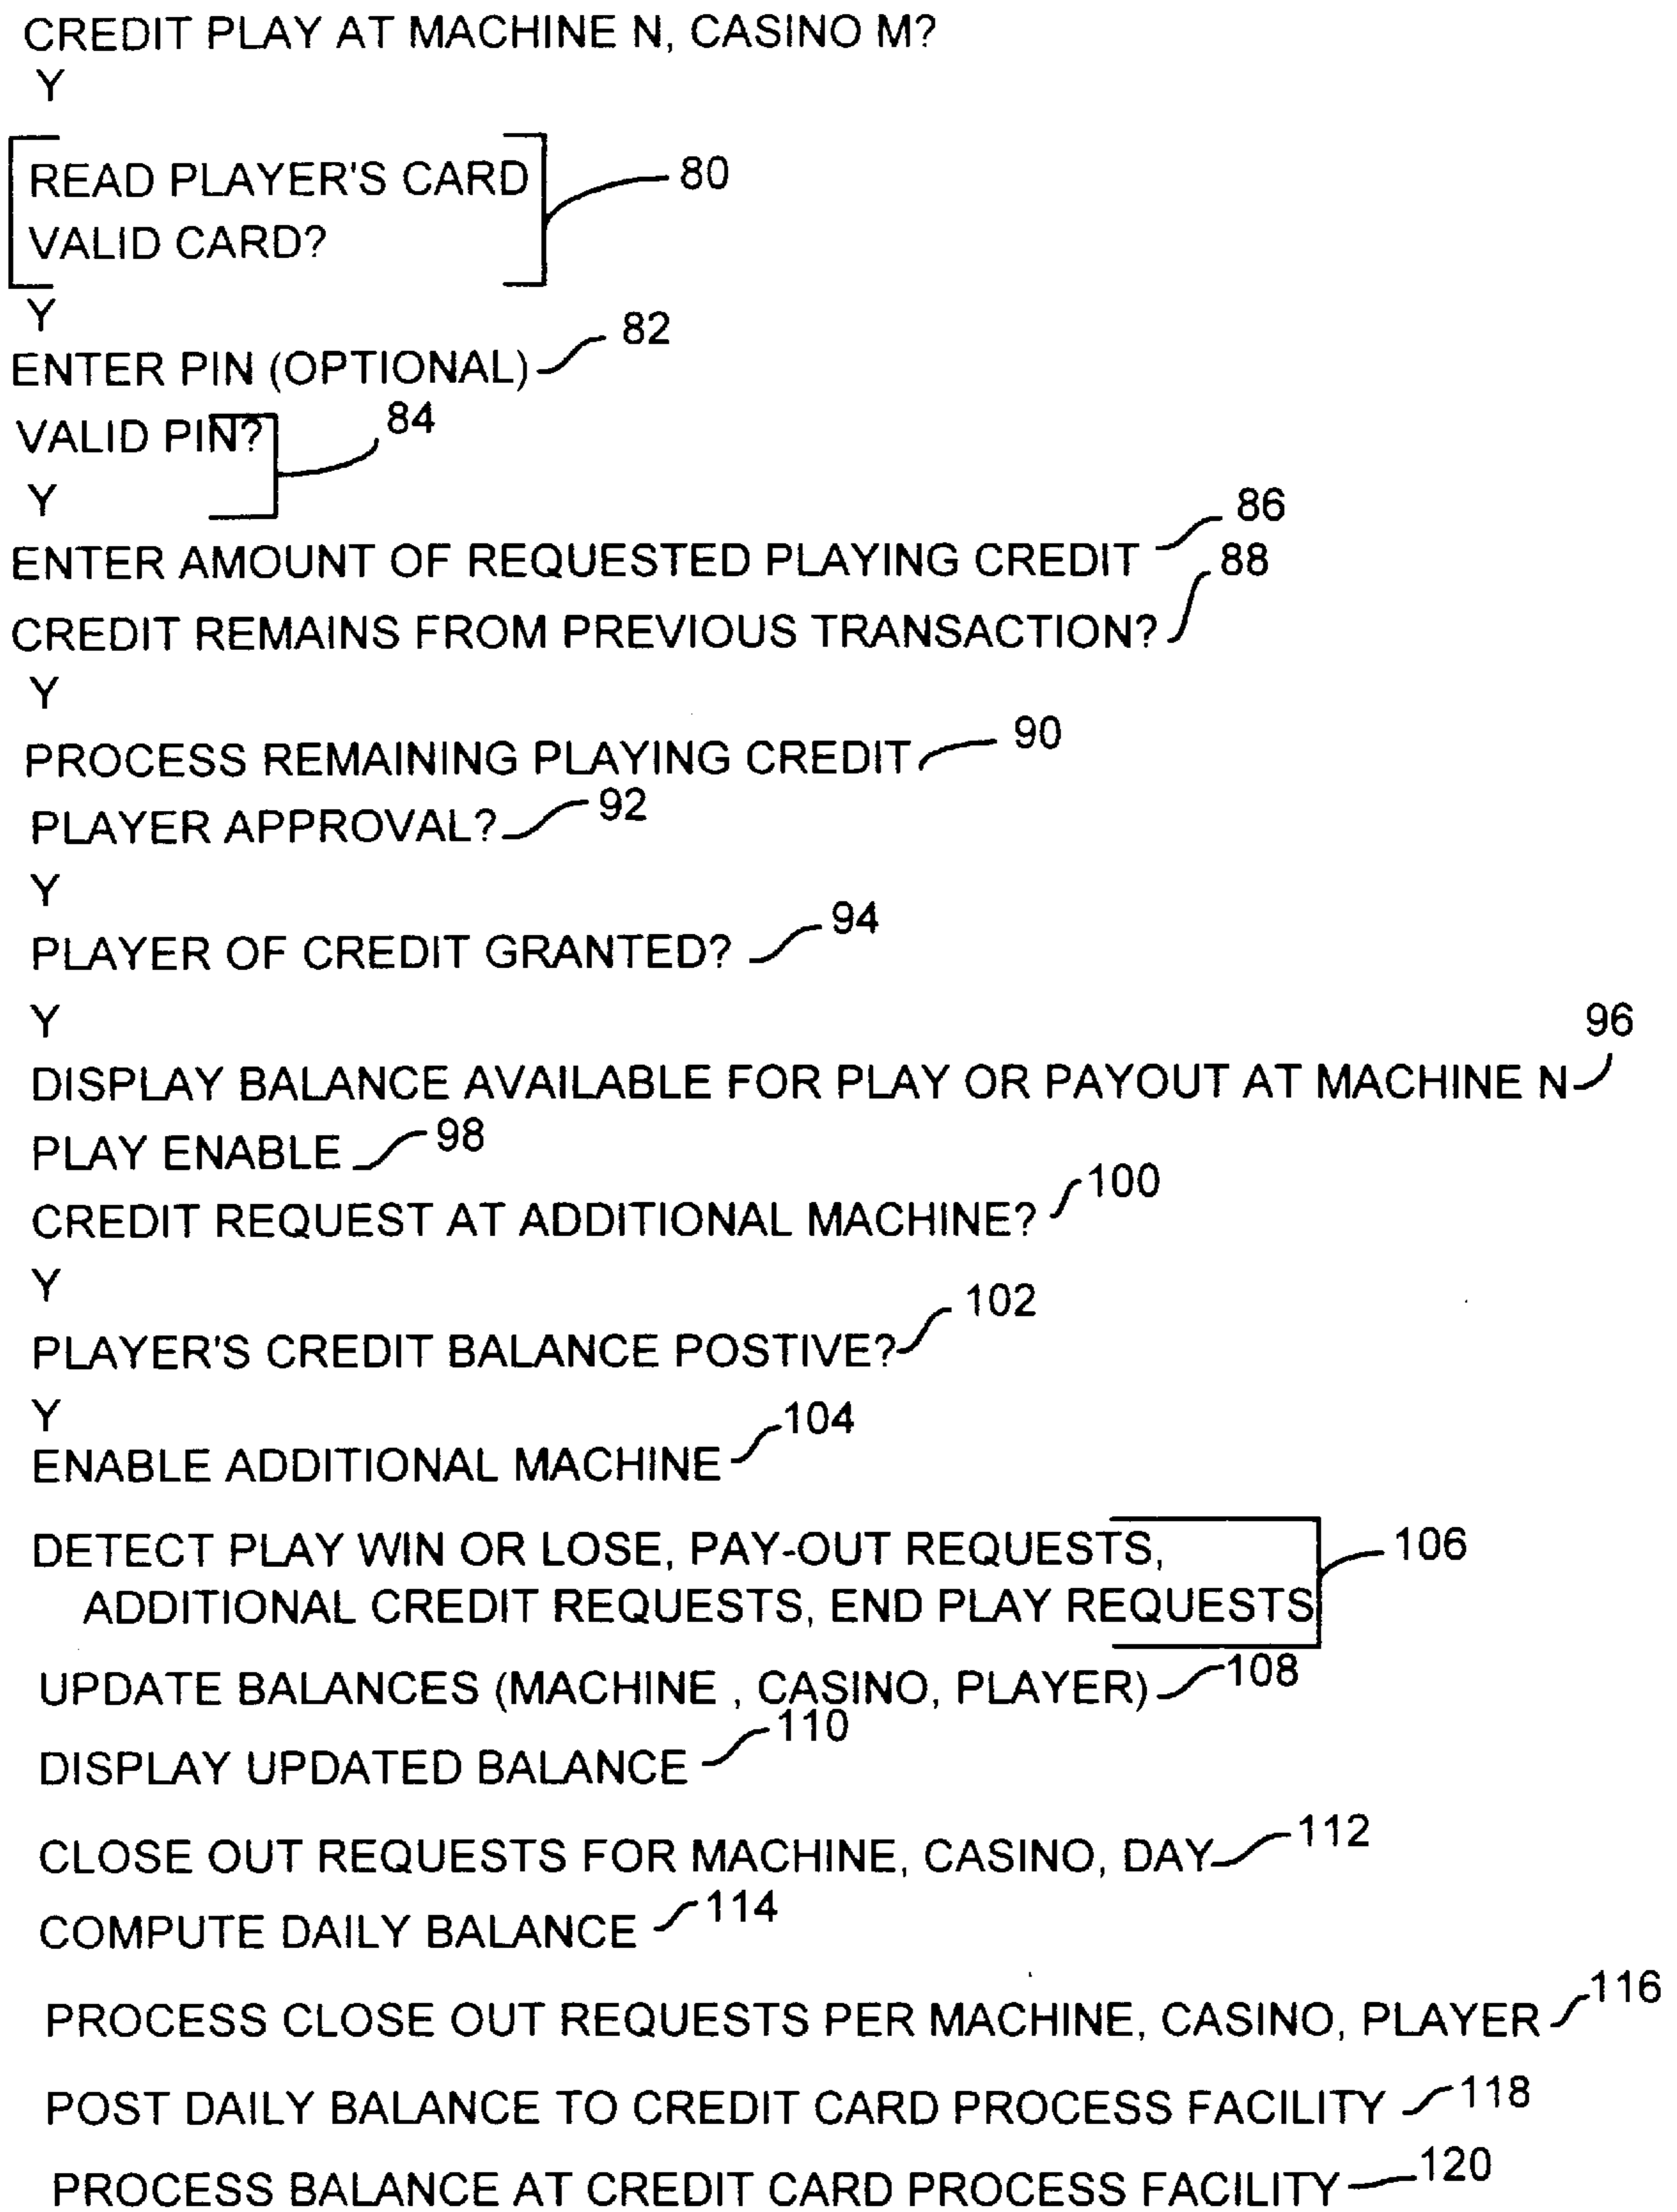 CREDIT PLAY AT MACHINE N, CASINO M?
Y
READ PLAYER'S CARD
VALID CARD?
80
Y
ENTER PIN (OPTIONAL) 82
VALID PIN? 84
Y
ENTER AMOUNT OF REQUESTED PLAYING CREDIT 86
CREDIT REMAINS FROM PREVIOUS TRANSACTION? 88
Y
PROCESS REMAINING PLAYING CREDIT 90
PLAYER APPROVAL? 92
Y
PLAYER OF CREDIT GRANTED? 94
Y
DISPLAY BALANCE AVAILABLE FOR PLAY OR PAYOUT AT MACHINE N 96
PLAY ENABLE 98
CREDIT REQUEST AT ADDITIONAL MACHINE? 100
Y
PLAYER'S CREDIT BALANCE POSTIVE? 102
Y
ENABLE ADDITIONAL MACHINE 104
DETECT PLAY WIN OR LOSE, PAY-OUT REQUESTS, 106
ADDITIONAL CREDIT REQUESTS, END PLAY REQUESTS
UPDATE BALANCES (MACHINE , CASINO, PLAYER) 108
DISPLAY UPDATED BALANCE 110
CLOSE OUT REQUESTS FOR MACHINE, CASINO, DAY 112
COMPUTE DAILY BALANCE 114
PROCESS CLOSE OUT REQUESTS PER MACHINE, CASINO, PLAYER 116
POST DAILY BALANCE TO CREDIT CARD PROCESS FACILITY 118
PROCESS BALANCE AT CREDIT CARD PROCESS FACILITY 120